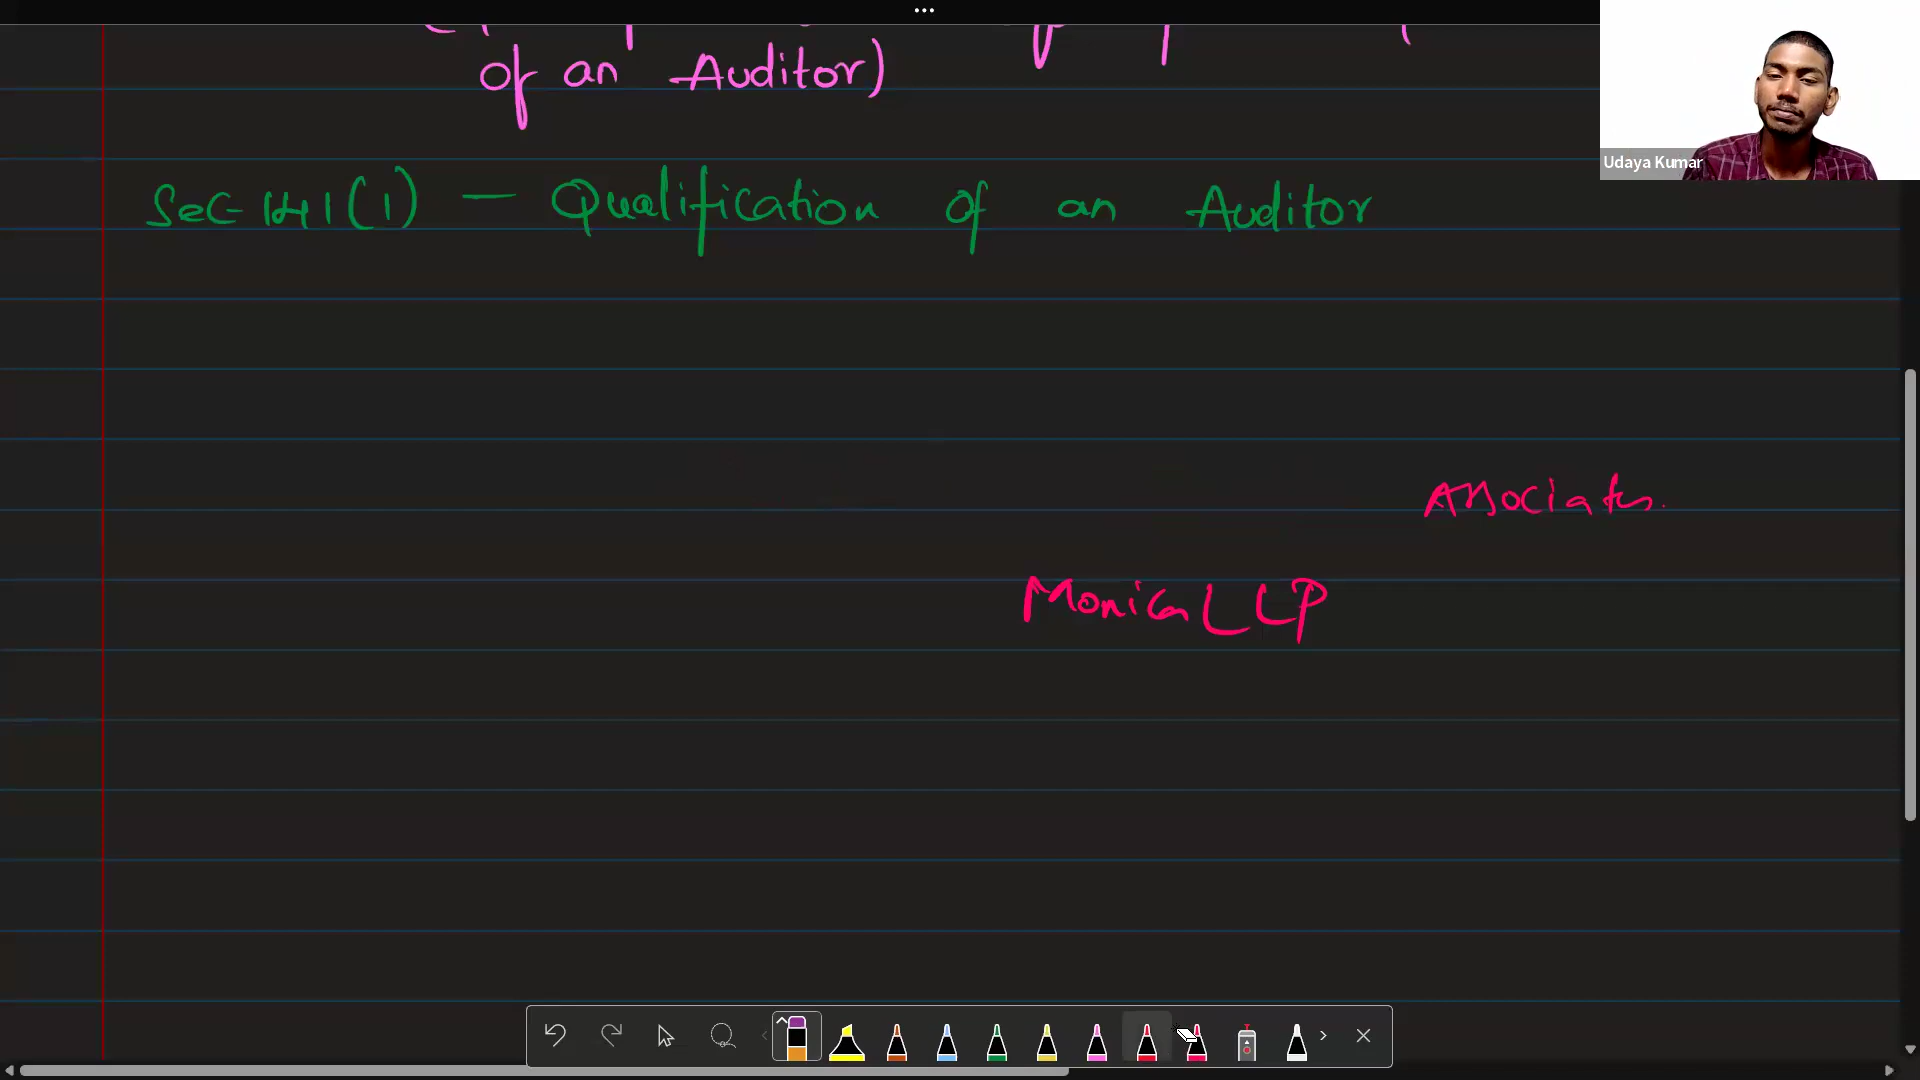 of an Auditor)
Udaya Kumar
Sec 141(1) — Qualification of an Auditor
Associates.
Monica LLP